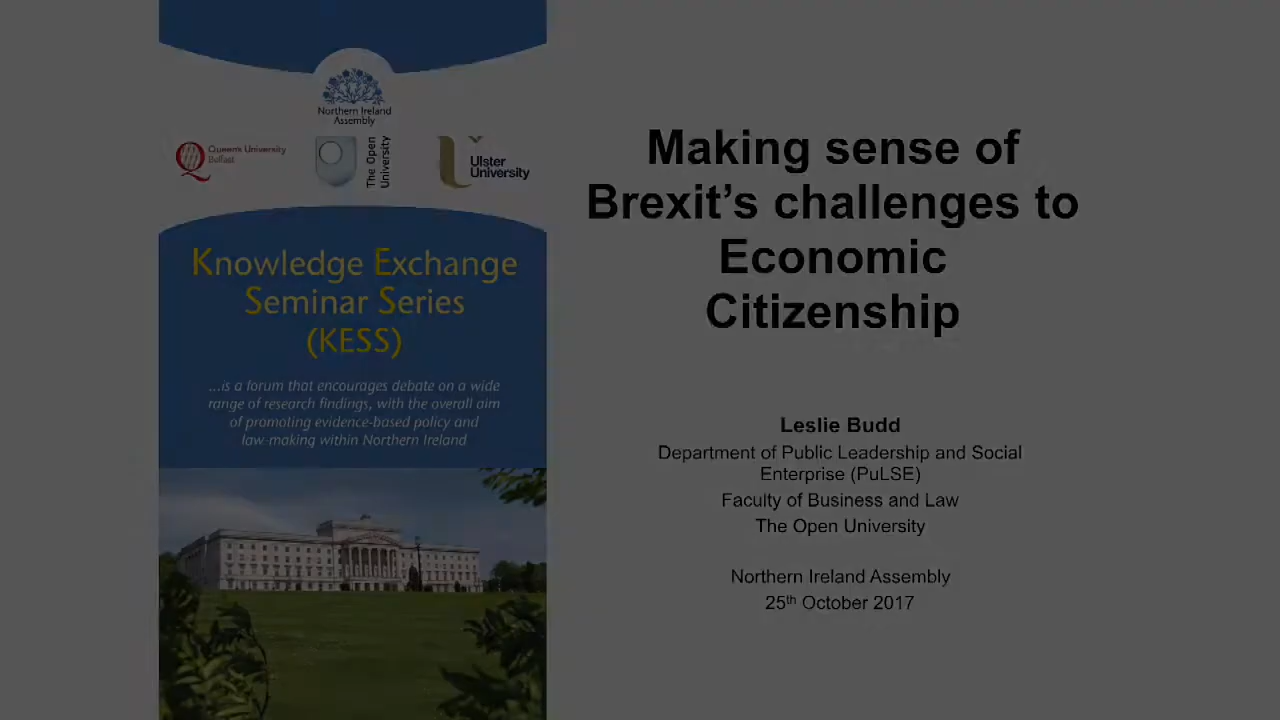 Northern Ireland
Assembly
Queen's University
Belfast
The Open
University
Ulster
University
Knowledge Exchange
Seminar Series
(KESS)
...is a forum that encourages debate on a wide
range of research findings, with the overall aim
of promoting evidence-based policy and
law-making within Northern Ireland
Making sense of
Brexit’s challenges to
Economic
Citizenship
Leslie Budd
Department of Public Leadership and Social
Enterprise (PuLSE)
Faculty of Business and Law
The Open University
Northern Ireland Assembly
25th October 2017